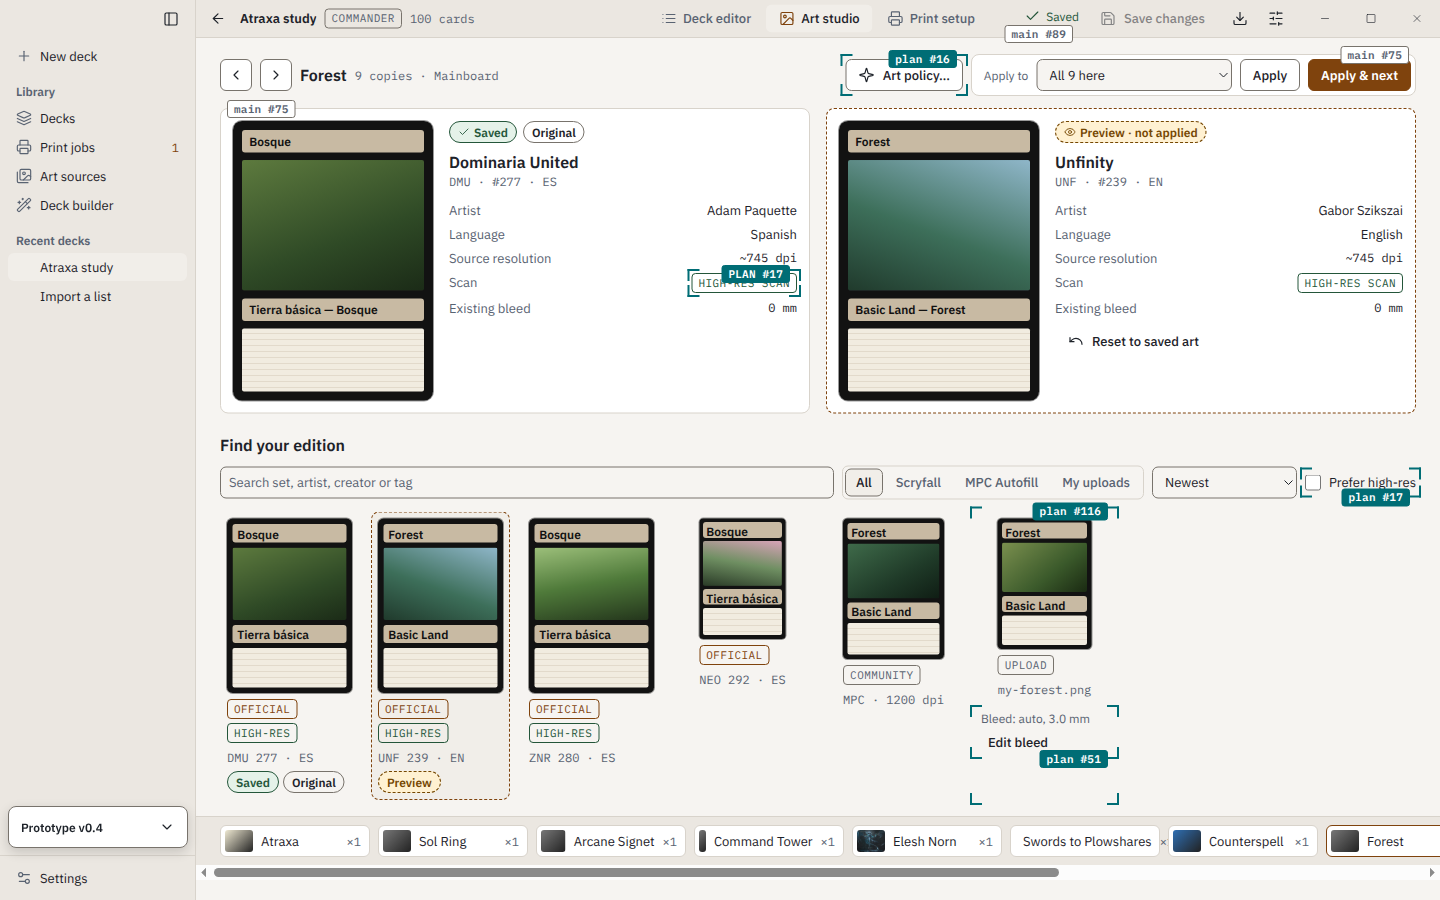 Atraxa study COMMANDER 100 cards
Deck editor
Art studio
Print setup
Saved
Save changes
main #89
New deck
Library
Decks
Print jobs 1
Art sources
Deck builder
Recent decks
Atraxa study
Import a list
Prototype v0.4
Settings
Forest 9 copies · Mainboard
plan #16
Art policy...
Apply to
All 9 here
Apply
main #75
Apply & next
main #75
Bosque
Tierra básica — Bosque
Saved
Original
Dominaria United
DMU · #277 · ES
Artist Adam Paquette
Language Spanish
Source resolution ~745 dpi
PLAN #17
Scan HIGH-RES SCAN
Existing bleed 0 mm
Forest
Basic Land — Forest
Preview · not applied
Unfinity
UNF · #239 · EN
Artist Gabor Szikszai
Language English
Source resolution ~745 dpi
Scan HIGH-RES SCAN
Existing bleed 0 mm
Reset to saved art
Find your edition
Search set, artist, creator or tag
All
Scryfall
MPC Autofill
My uploads
Newest
Prefer high-res
plan #17
Bosque
Tierra básica
OFFICIAL
HIGH-RES
DMU 277 · ES
Saved
Original
Forest
Basic Land
OFFICIAL
HIGH-RES
UNF 239 · EN
Preview
Bosque
Tierra básica
OFFICIAL
HIGH-RES
ZNR 280 · ES
Bosque
Tierra básica
OFFICIAL
NEO 292 · ES
Forest
Basic Land
COMMUNITY
MPC · 1200 dpi
plan #116
Forest
Basic Land
UPLOAD
my-forest.png
Bleed: auto, 3.0 mm
Edit bleed
plan #51
Atraxa ×1
Sol Ring ×1
Arcane Signet ×1
Command Tower ×1
Elesh Norn ×1
Swords to Plowshares ×
Counterspell ×1
Forest